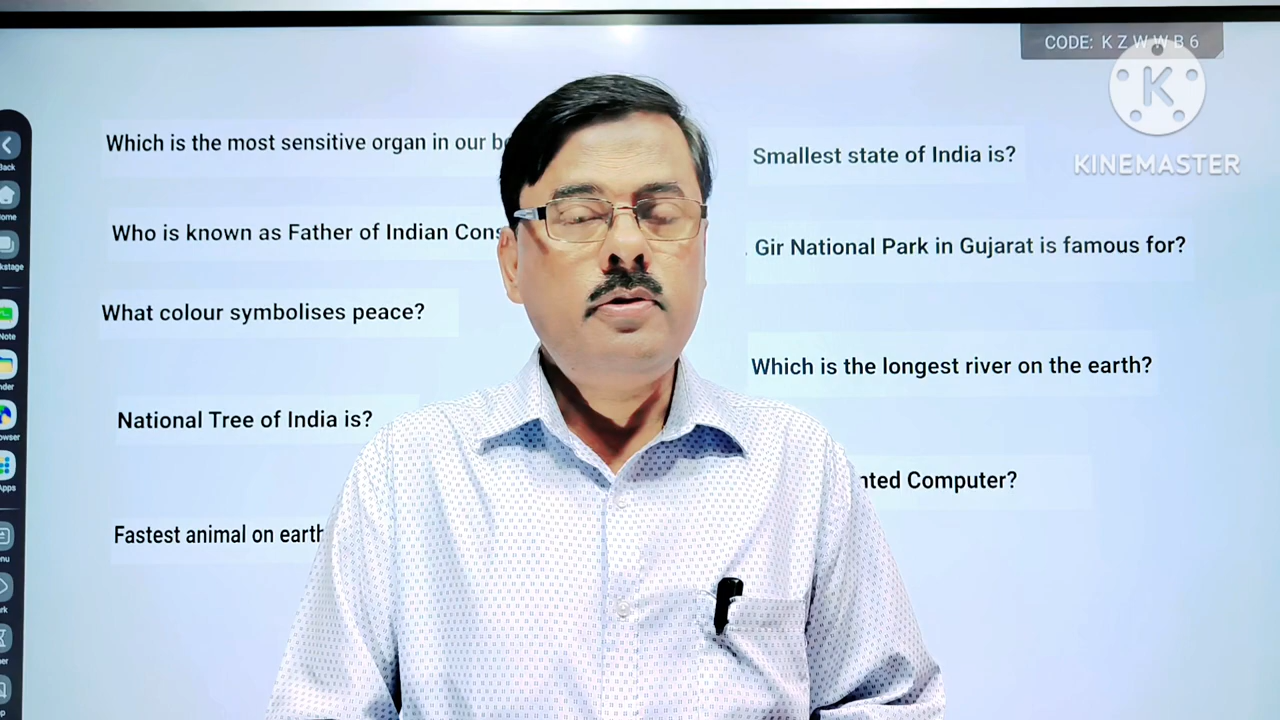 CODE: K Z W W B 6
KINEMASTER
Which is the most sensitive organ in our
Who is known as Father of Indian
What colour symbolises peace?
National Tree of India is?
Fastest animal on earth
Smallest state of India is?
Gir National Park in Gujarat is famous for?
Which is the longest river on the earth?
Computer?
Back
Note